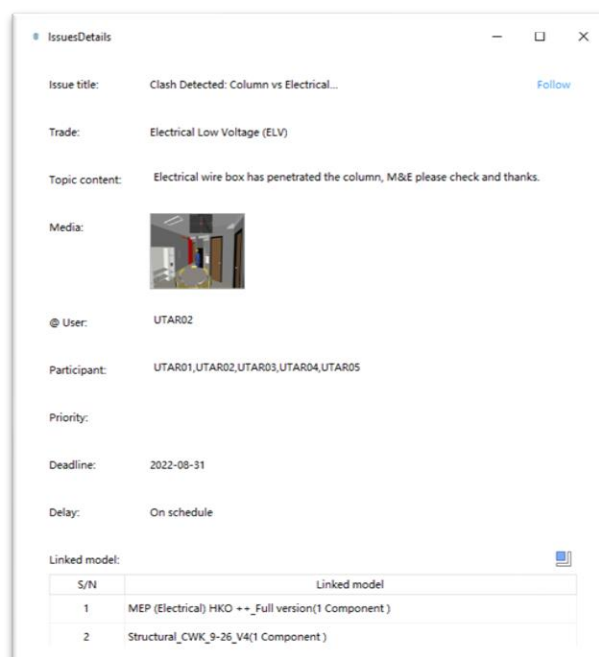 IssuesDetails
Issue title: Clash Detected: Column vs Electrical... Follow
Trade: Electrical Low Voltage (ELV)
Topic content: Electrical wire box has penetrated the column, M&E please check and thanks.
Media:
@ User: UTAR02
Participant: UTAR01,UTAR02,UTAR03,UTAR04,UTAR05
Priority:
Deadline: 2022-08-31
Delay: On schedule
Linked model:
S/N Linked model
1 MEP (Electrical) HKO ++_Full version(1 Component )
2 Structural_CWK_9-26_V4(1 Component )